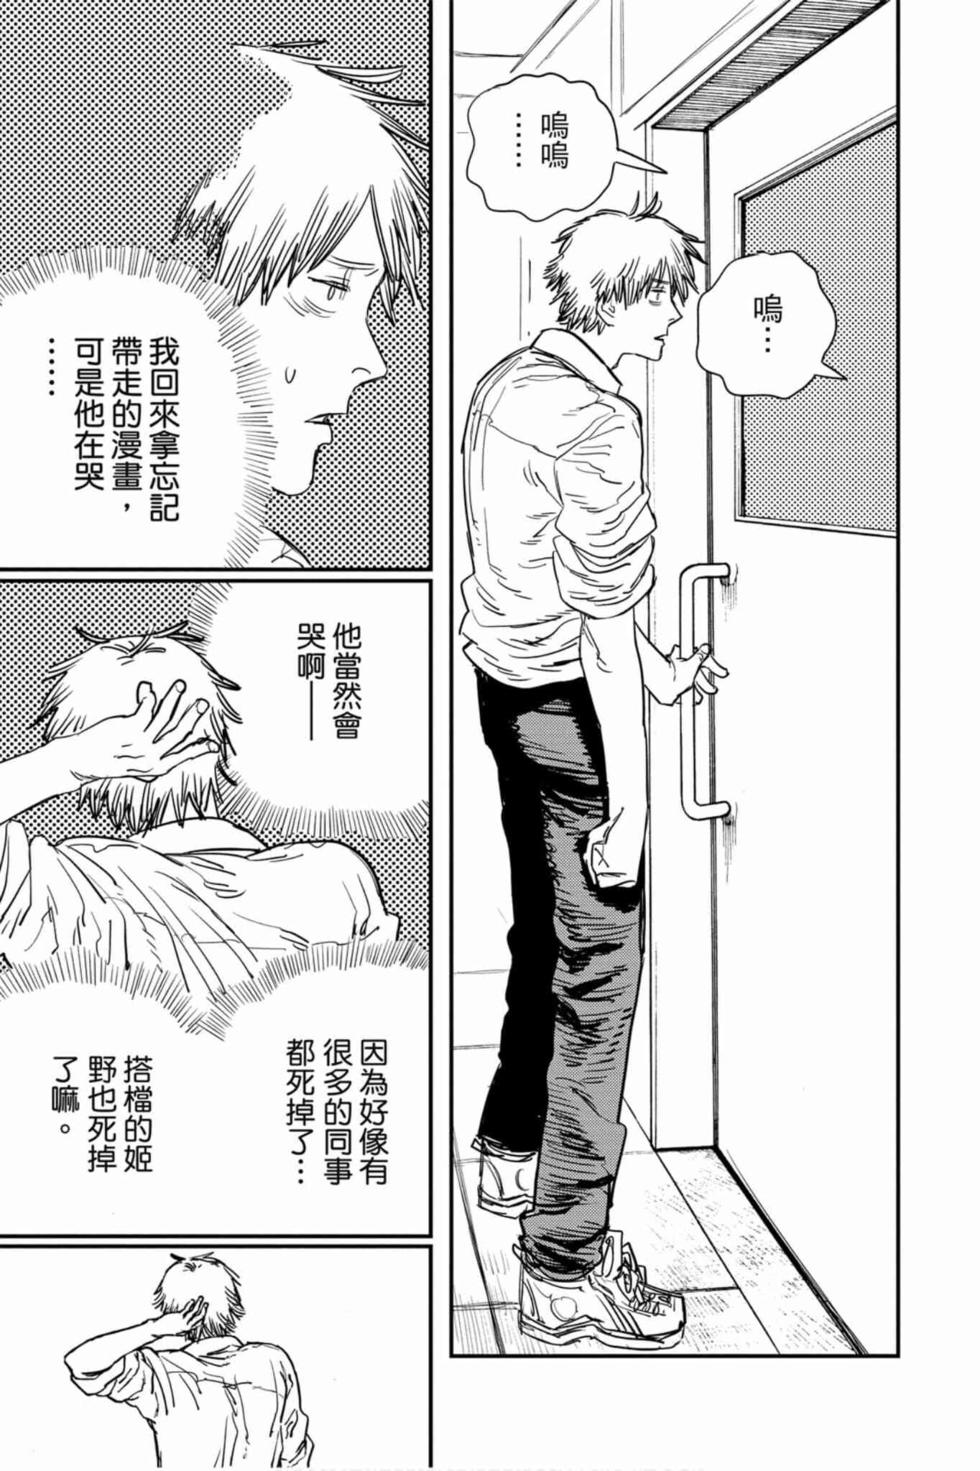 嗚嗚
……
嗚…
我回來拿忘記
帶走的漫畫，
可是他在哭
……
他當然會
哭啊──
因為好像有
很多的同事
都死掉了…
搭檔的姬
野也死掉
了嘛。